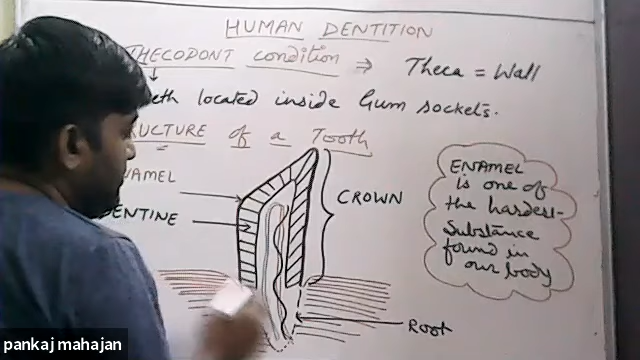 HUMAN DENTITION
THECODONT condition ⇒ Theca = Wall
located inside Gum sockets.
of a Tooth
CROWN
ENAMEL
is one of
the hardest
substance
found in
our body
Root
pankaj mahajan